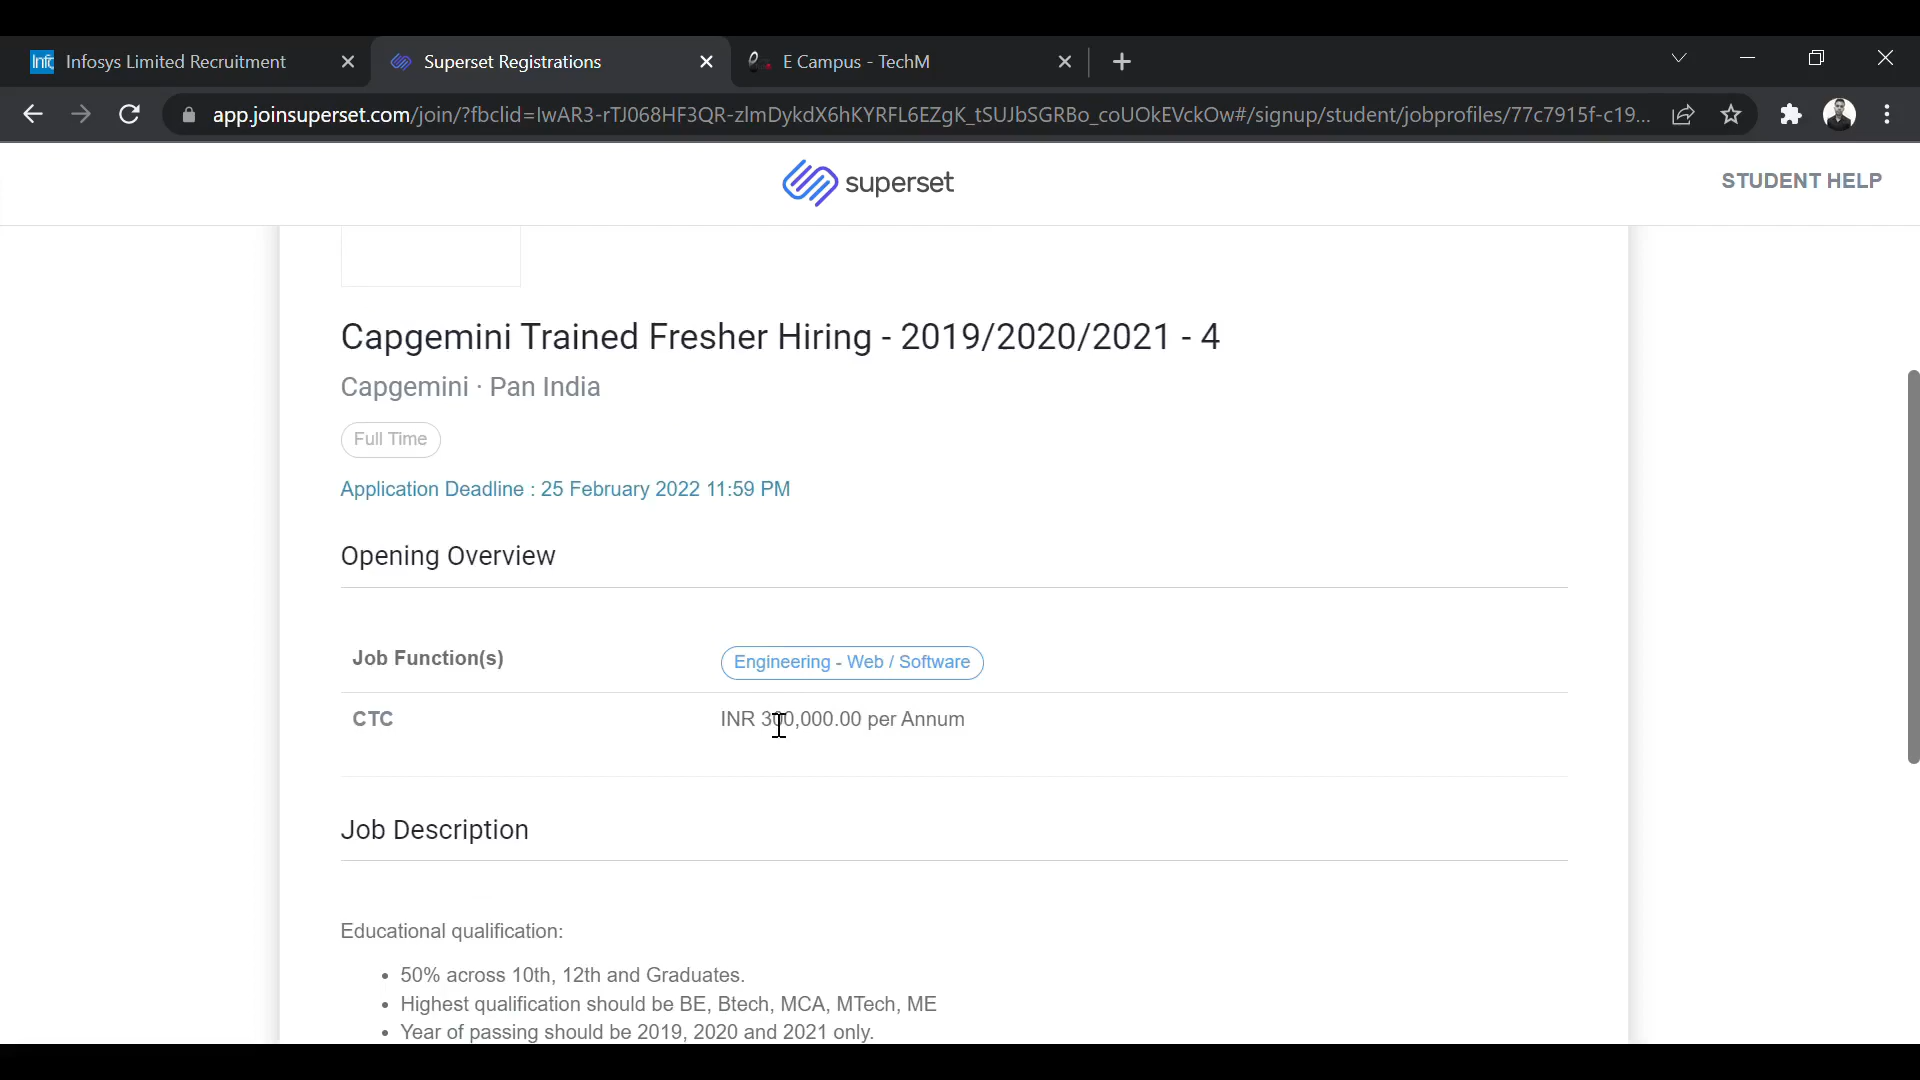 Infosys Limited Recruitment
Superset Registrations
E Campus - TechM
app.joinsuperset.com/join/?fbclid=IwAR3-rTJ068HF3QR-zlmDykdX6hKYRFL6EZgK_tSUJbSGRBo_coUOkEVckOw#/signup/student/jobprofiles/77c7915f-c19...
superset
STUDENT HELP
Capgemini Trained Fresher Hiring - 2019/2020/2021 - 4
Capgemini · Pan India
Full Time
Application Deadline : 25 February 2022 11:59 PM
Opening Overview
Job Function(s) Engineering - Web / Software
CTC INR 300,000.00 per Annum
Job Description
Educational qualification:
• 50% across 10th, 12th and Graduates.
• Highest qualification should be BE, Btech, MCA, MTech, ME
• Year of passing should be 2019, 2020 and 2021 only.